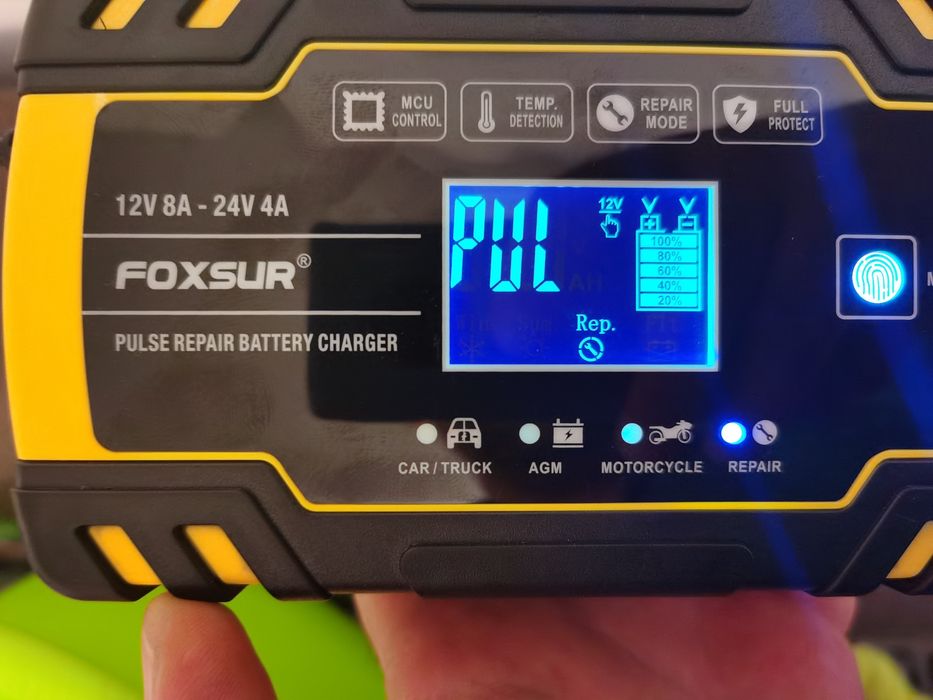 MCU CONTROL
TEMP. DETECTION
REPAIR MODE
FULL PROTECT
12V 8A - 24V 4A
FOXSUR®
PULSE REPAIR BATTERY CHARGER
PUL
12V
100%
80%
60%
40%
20%
AH
Rep.
CAR / TRUCK
AGM
MOTORCYCLE
REPAIR